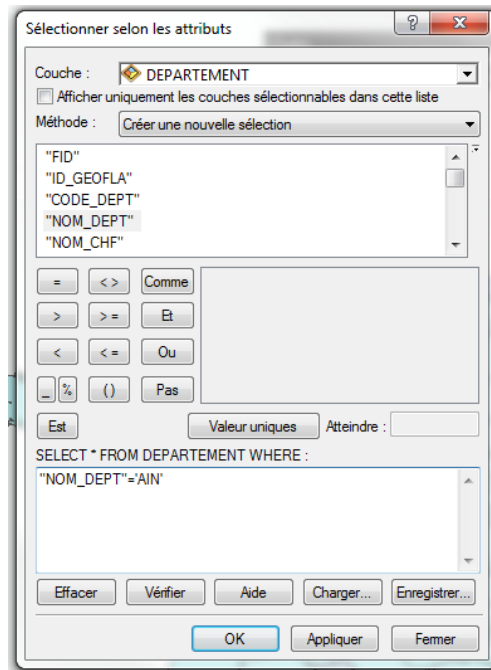 Sélectionner selon les attributs
Couche : DEPARTEMENT
Afficher uniquement les couches sélectionnables dans cette liste
Méthode : Créer une nouvelle sélection
"FID"
"ID_GEOFLA"
"CODE_DEPT"
"NOM_DEPT"
"NOM_CHF"
= < > Comme
> > = Et
< < = Ou
_ % ( ) Pas
Est Valeur uniques Atteindre :
SELECT * FROM DEPARTEMENT WHERE :
"NOM_DEPT"='AIN'
Effacer Vérifier Aide Charger... Enregistrer...
OK Appliquer Fermer